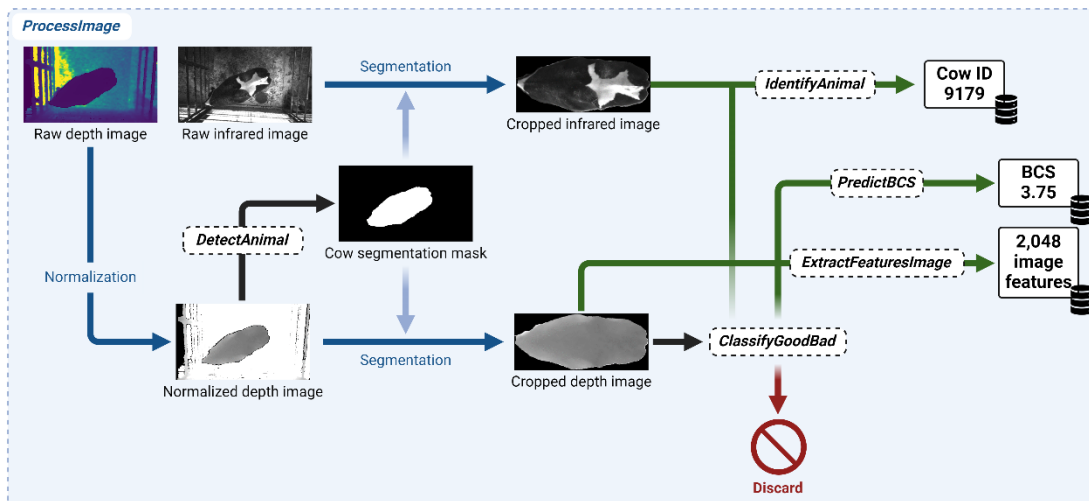 ProcessImage
Raw depth image
Raw infrared image
Segmentation
Cropped infrared image
IdentifyAnimal
Cow ID
9179
PredictBCS
BCS
3.75
DetectAnimal
Cow segmentation mask
ExtractFeaturesImage
2,048
image
features
Normalization
Normalized depth image
Segmentation
Cropped depth image
ClassifyGoodBad
Discard